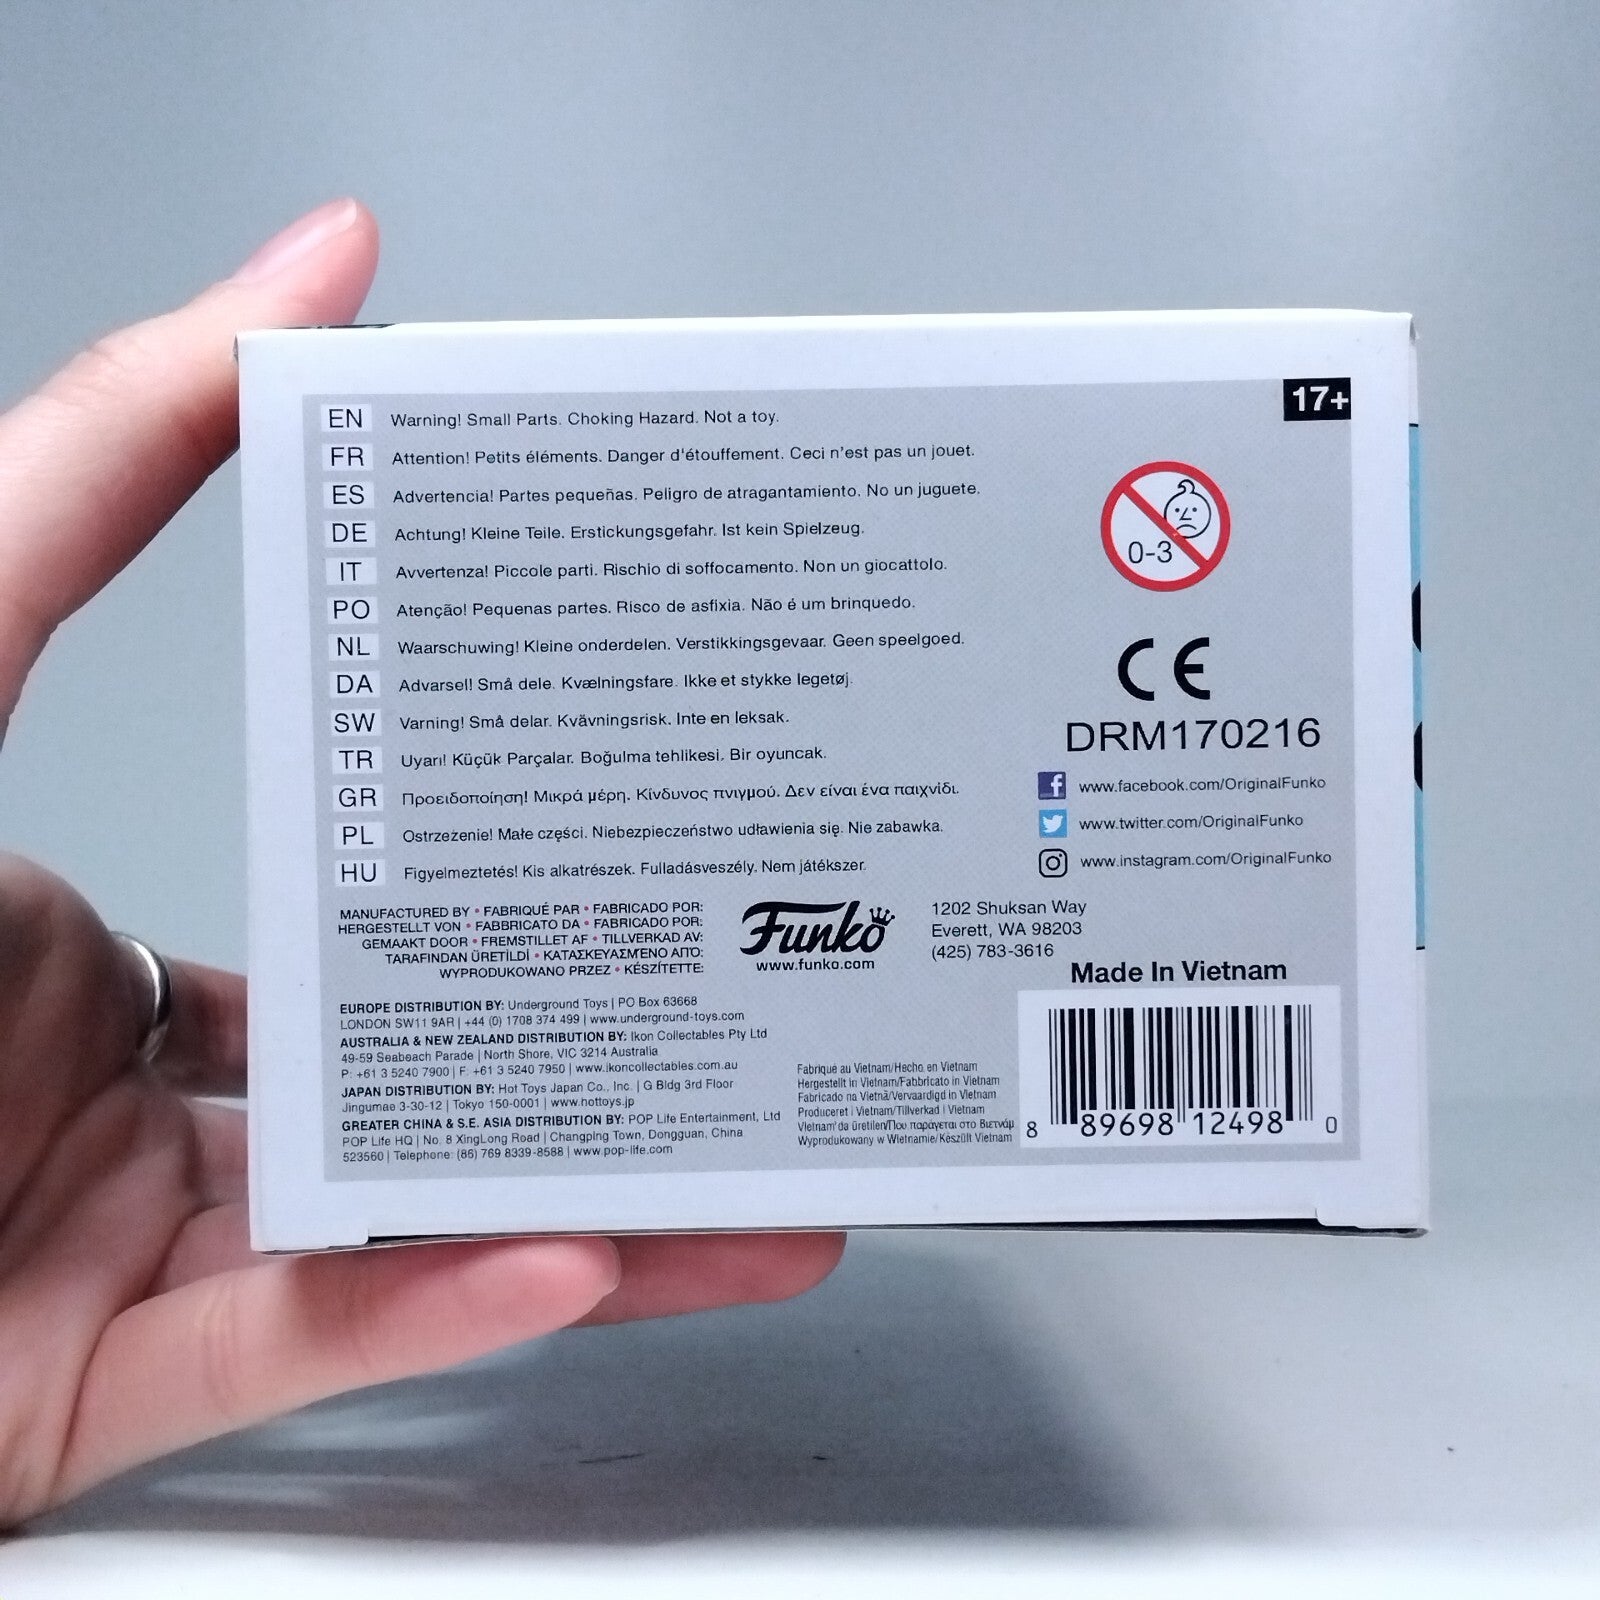 17+
EN Warning! Small Parts. Choking Hazard. Not a toy.
FR Attention! Petits éléments. Danger d'étouffement. Ceci n'est pas un jouet.
ES Advertencia! Partes pequeñas. Peligro de atragantamiento. No un juguete.
DE Achtung! Kleine Teile. Erstickungsgefahr. Ist kein Spielzeug.
IT Avvertenza! Piccole parti. Rischio di soffocamento. Non un giocattolo.
PO Atenção! Pequenas partes. Risco de asfixia. Não é um brinquedo.
NL Waarschuwing! Kleine onderdelen. Verstikkingsgevaar. Geen speelgoed.
DA Advarsel! Små dele. Kvælningsfare. Ikke et stykke legetøj.
SW Varning! Små delar. Kvävningsrisk. Inte en leksak.
TR Uyarı! Küçük Parçalar. Boğulma tehlikesi. Bir oyuncak.
GR Προειδοποίηση! Μικρά μέρη. Κίνδυνος πνιγμού. Δεν είναι ένα παιχνίδι.
PL Ostrzeżenie! Małe części. Niebezpieczeństwo udławienia się. Nie zabawka.
HU Figyelmeztetés! Kis alkatrészek. Fulladásveszély. Nem játékszer.
0-3
CE
DRM170216
f www.facebook.com/OriginalFunko
www.twitter.com/OriginalFunko
www.instagram.com/OriginalFunko
MANUFACTURED BY • FABRIQUÉ PAR • FABRICADO POR:
HERGESTELLT VON • FABBRICATO DA • FABRICADO POR:
GEMAAKT DOOR • FREMSTILLET AF • TILLVERKAD AV:
TARAFINDAN ÜRETİLDİ • ΚΑΤΑΣΚΕΥΑΣΜΈΝΟ ΑΠΌ:
WYPRODUKOWANO PRZEZ • KÉSZÍTETTE:
Funko
www.funko.com
1202 Shuksan Way
Everett, WA 98203
(425) 783-3616
Made In Vietnam
EUROPE DISTRIBUTION BY: Underground Toys | PO Box 63668
LONDON SW11 9AR | +44 (0) 1708 374 499 | www.underground-toys.com
AUSTRALIA & NEW ZEALAND DISTRIBUTION BY: Ikon Collectables Pty Ltd
49-59 Seabeach Parade | North Shore, VIC 3214 Australia
P: +61 3 5240 7900 | F: +61 3 5240 7950 | www.ikoncollectables.com.au
JAPAN DISTRIBUTION BY: Hot Toys Japan Co., Inc. | G Bldg 3rd Floor
Jingumae 3-30-12 | Tokyo 150-0001 | www.hottoys.jp
GREATER CHINA & S.E. ASIA DISTRIBUTION BY: POP Life Entertainment, Ltd
POP Life HQ | No. 8 XingLong Road | Changping Town, Dongguan, China
523560 | Telephone: (86) 769 8339-8588 | www.pop-life.com
Fabriqué au Vietnam/Hecho en Vietnam
Hergestellt in Vietnam/Fabbricato in Vietnam
Fabricado na Vietnã/Vervaardigd in Vietnam
Produceret i Vietnam/Tillverkad i Vietnam
Vietnam'da üretilen/Που παράγεται στο Βιετνάμ
Wyprodukowany w Wietnamie/Készült Vietnam
8 89698 12498 0